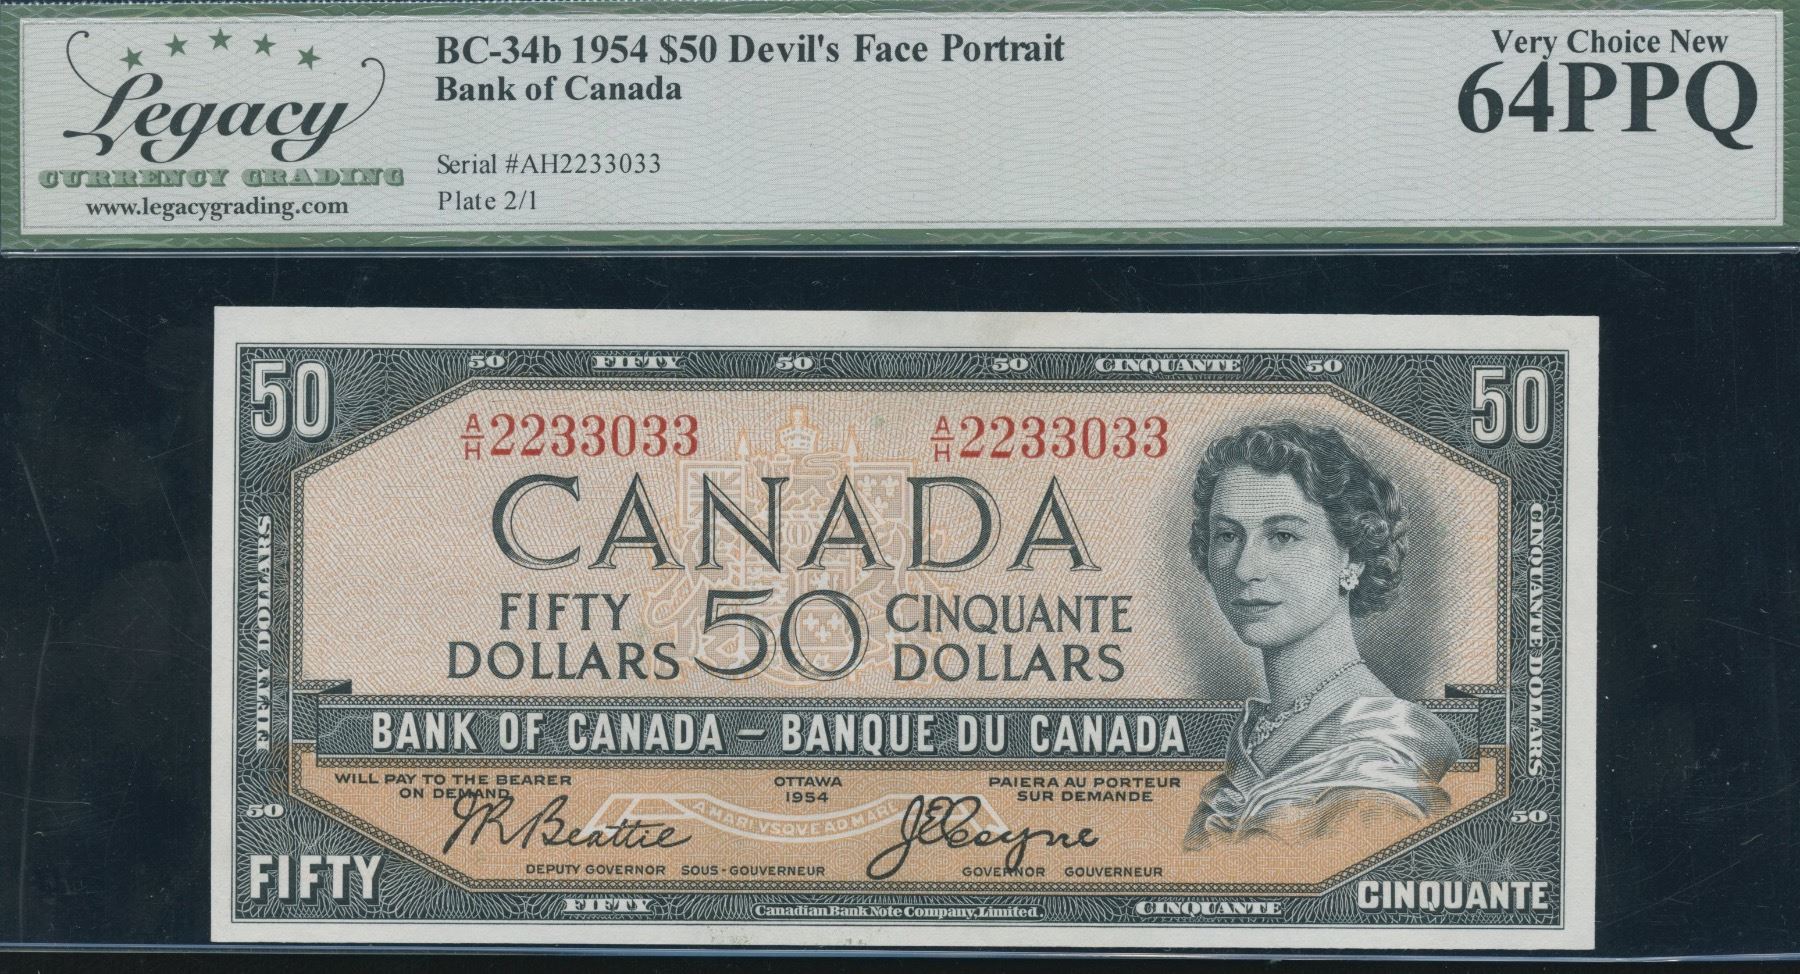 Legacy
CURRENCY GRADING
www.legacygrading.com
BC-34b 1954 $50 Devil's Face Portrait
Bank of Canada
Serial #AH2233033
Plate 2/1
Very Choice New
64PPQ
50 50 FIFTY 50 50 CINQUANTE 50 50
A/H 2233033 A/H 2233033
CANADA
FIFTY DOLLARS 50 CINQUANTE DOLLARS
FIFTY DOLLARS
CINQUANTE DOLLARS
BANK OF CANADA – BANQUE DU CANADA
WILL PAY TO THE BEARER ON DEMAND
OTTAWA
1954
PAIERA AU PORTEUR SUR DEMANDE
A MARI VSQVE AD MARE
JR Beattie
J E Coyne
DEPUTY GOVERNOR SOUS-GOUVERNEUR
GOVERNOR GOUVERNEUR
50 50
FIFTY CINQUANTE
FIFTY Canadian Bank Note Company, Limited. CINQUANTE